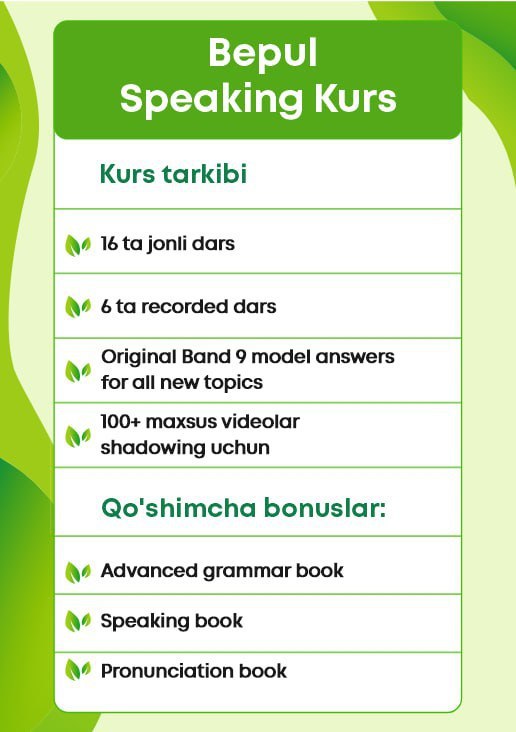 Bepul
Speaking Kurs
Kurs tarkibi
16 ta jonli dars
6 ta recorded dars
Original Band 9 model answers
for all new topics
100+ maxsus videolar
shadowing uchun
Qo'shimcha bonuslar:
Advanced grammar book
Speaking book
Pronunciation book